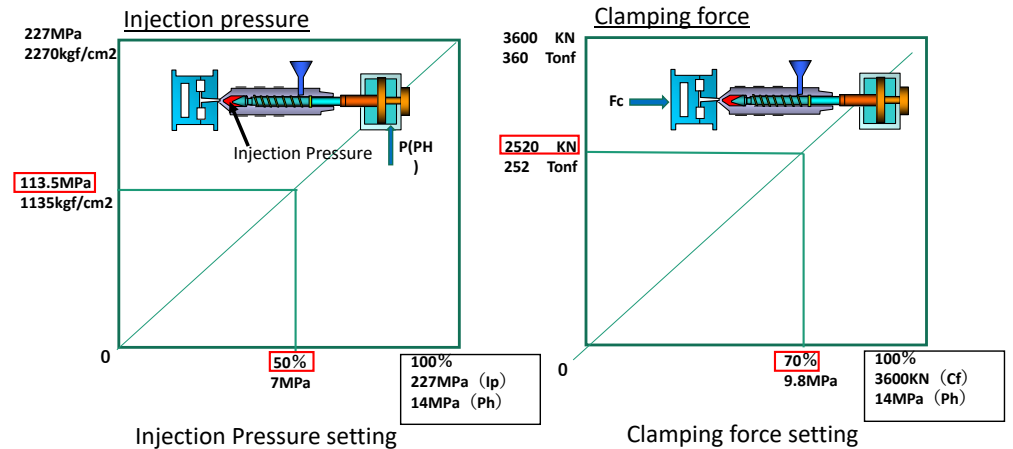 Injection pressure
227MPa
2270kgf/cm2
Injection Pressure
P(PH
)
113.5MPa
1135kgf/cm2
0
50%
7MPa
100%
227MPa（Ip）
14MPa（Ph）
Injection Pressure setting
Clamping force
3600 KN
360 Tonf
Fc
2520 KN
252 Tonf
0
70%
9.8MPa
100%
3600KN（Cf）
14MPa（Ph）
Clamping force setting